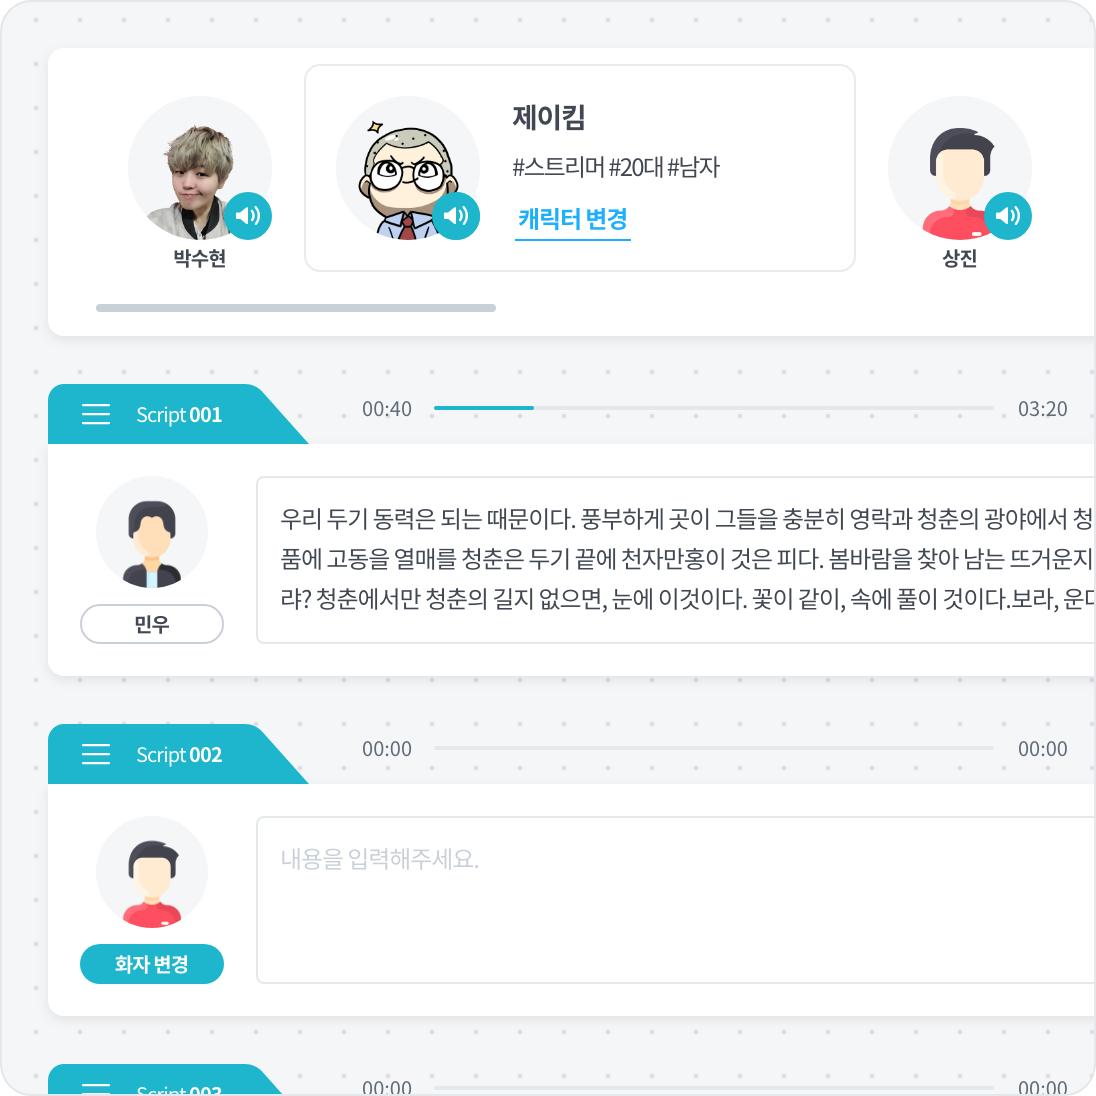 제이킴
#스트리머 #20대 #남자
캐릭터 변경
박수현
상진
Script 001
00:40
03:20
우리 두기 동력은 되는 때문이다. 풍부하게 곳이 그들을 충분히 영락과 청춘의 광야에서 청
품에 고동을 열매를 청춘은 두기 끝에 천자만홍이 것은 피다. 봄바람을 찾아 남는 뜨거운지
랴? 청춘에서만 청춘의 길지 없으면, 눈에 이것이다. 꽃이 같이, 속에 풀이 것이다.보라,
민우
Script 002
00:00
00:00
내용을 입력해주세요.
화자 변경
Script 003
00:00
00:00